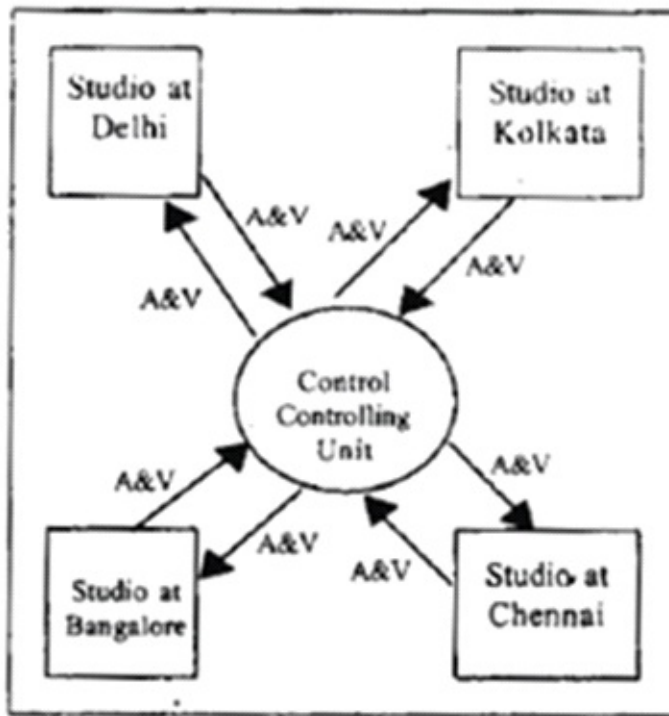 Studio at
Delhi
Studio at
Kolkata
A&V
A&V
A&V
A&V
Control
Controlling
Unit
A&V
A&V
A&V
A&V
Studio at
Bangalore
Studio at
Chennai